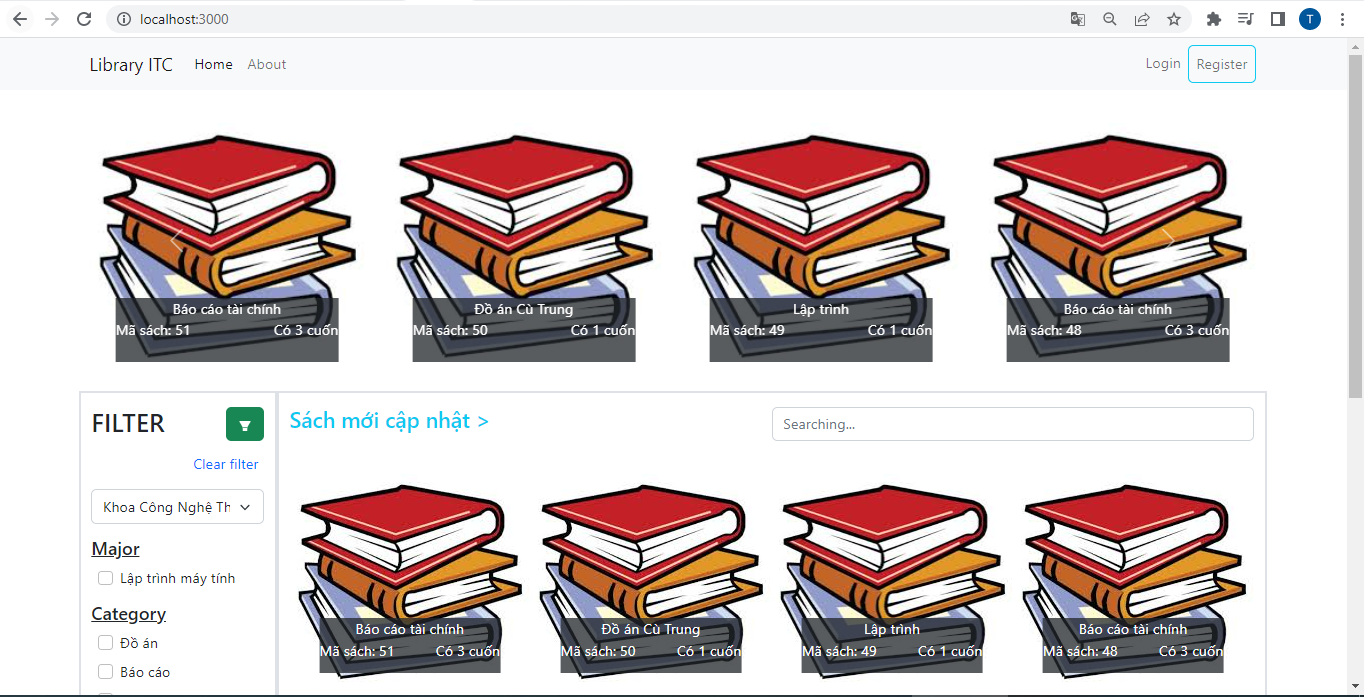 localhost:3000
T
Library ITC Home About Login Register
Báo cáo tài chính
Mã sách: 51 Có 3 cuốn
Đồ án Cù Trung
Mã sách: 50 Có 1 cuốn
Lập trình
Mã sách: 49 Có 1 cuốn
Báo cáo tài chính
Mã sách: 48 Có 3 cuốn
FILTER
Clear filter
Khoa Công Nghệ Th
Major
Lập trình máy tính
Category
Đồ án
Báo cáo
Sách mới cập nhật >
Searching...
Báo cáo tài chính
Mã sách: 51 Có 3 cuốn
Đồ án Cù Trung
Mã sách: 50 Có 1 cuốn
Lập trình
Mã sách: 49 Có 1 cuốn
Báo cáo tài chính
Mã sách: 48 Có 3 cuốn